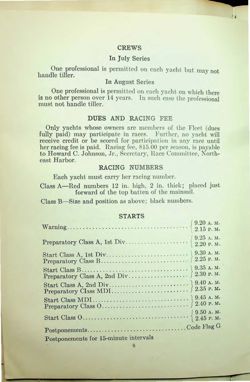 CREWS
In July Series
One professional is permitted on each yacht but may not
handle tiller.
In August Series
One professional is permitted on each yacht on which there
is no other person over 14 years. In such case the professional
must not handle tiller.
DUES AND RACING FEE
Only yachts whose owners are members of the Fleet (dues
fully paid) may participate in races. Further, no yacht will
receive credit or be scored for participation in any race until
her racing fee is paid. Racing fee, $15.00 per season, is payable
to Howard C. Johnson, Jr., Secretary, Race Committee, North-
east Harbor.
RACING NUMBERS
Each yacht must carry her racing number.
Class A—Red numbers 12 in. high, 2 in. thick; placed just
forward of the top batten of the mainsail.
Class B—Size and position as above; black numbers.
STARTS
Warning 9.20 A. M.
2.15 P. M.
Preparatory Class A, 1st Div. 9.25 A. M.
2.20 P. M.
Start Class A, 1st Div. 9.30 A. M.
Preparatory Class B 2.25 P. M.
Start Class B 9.35 A. M.
Preparatory Class A, 2nd Div. 2.30 P. M.
Start Class A, 2nd Div. 9.40 A. M.
Preparatory Class MDI 2.35 P. M.
Start Class MDI 9.45 A. M.
Preparatory Class O 2.40 P. M.
Start Class O 9.50 A. M.
2.45 P. M.
Postponements Code Flag G
Postponements for 15-minute intervals